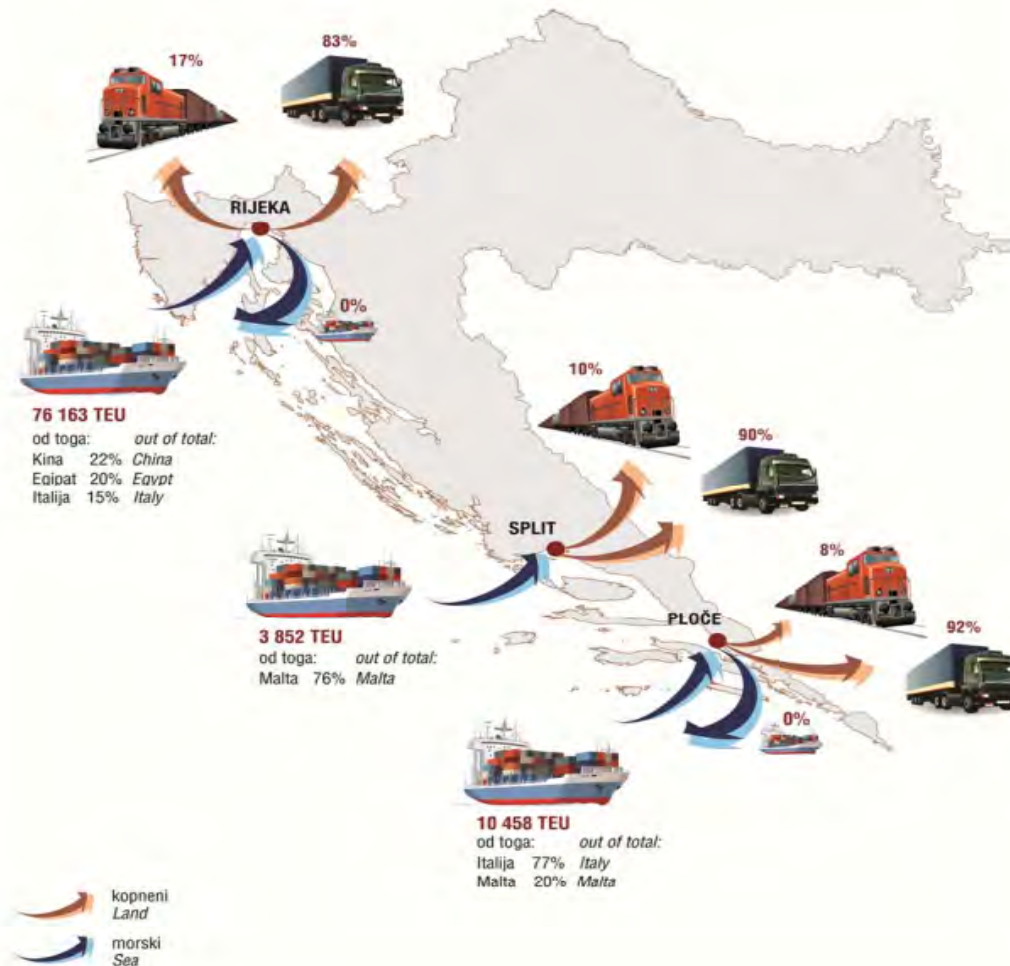 17%
83%
RIJEKA
0%
76 163 TEU
od toga: out of total:
Kina 22% China
Egipat 20% Egypt
Italija 15% Italy
10%
90%
SPLIT
3 852 TEU
od toga: out of total:
Malta 76% Malta
8%
92%
PLOČE
0%
10 458 TEU
od toga: out of total:
Italija 77% Italy
Malta 20% Malta
kopneni
Land
morski
Sea